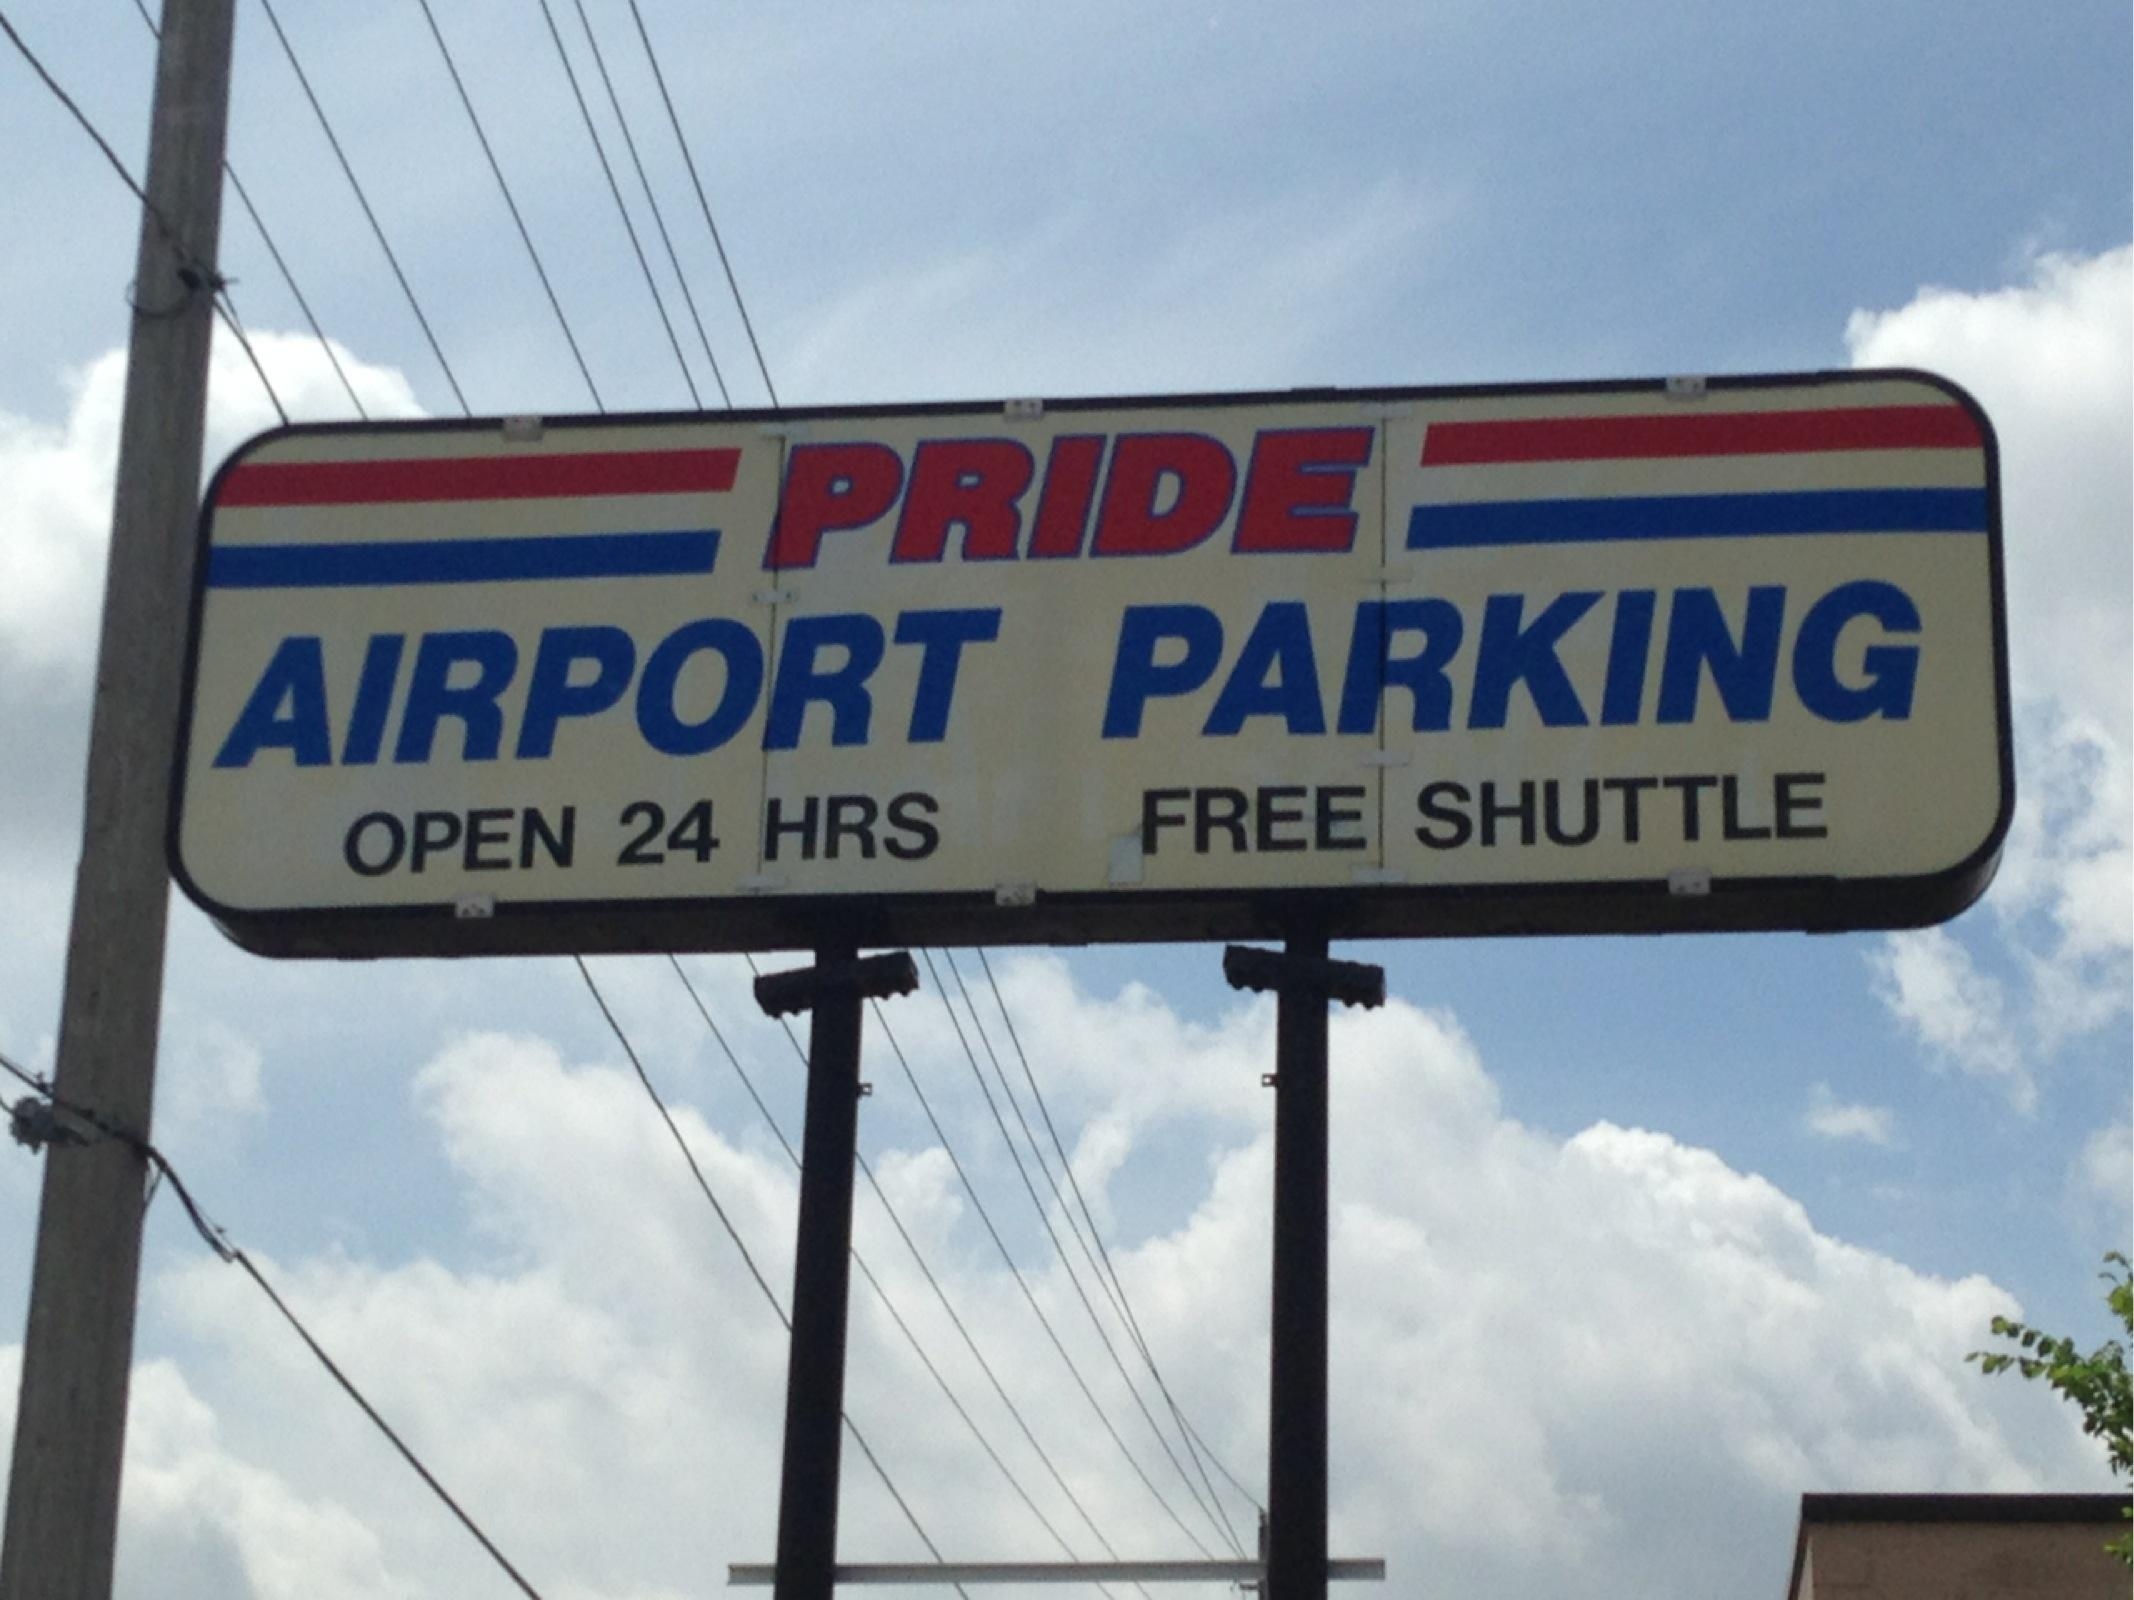 PRIDE
AIRPORT PARKING
OPEN 24 HRS FREE SHUTTLE